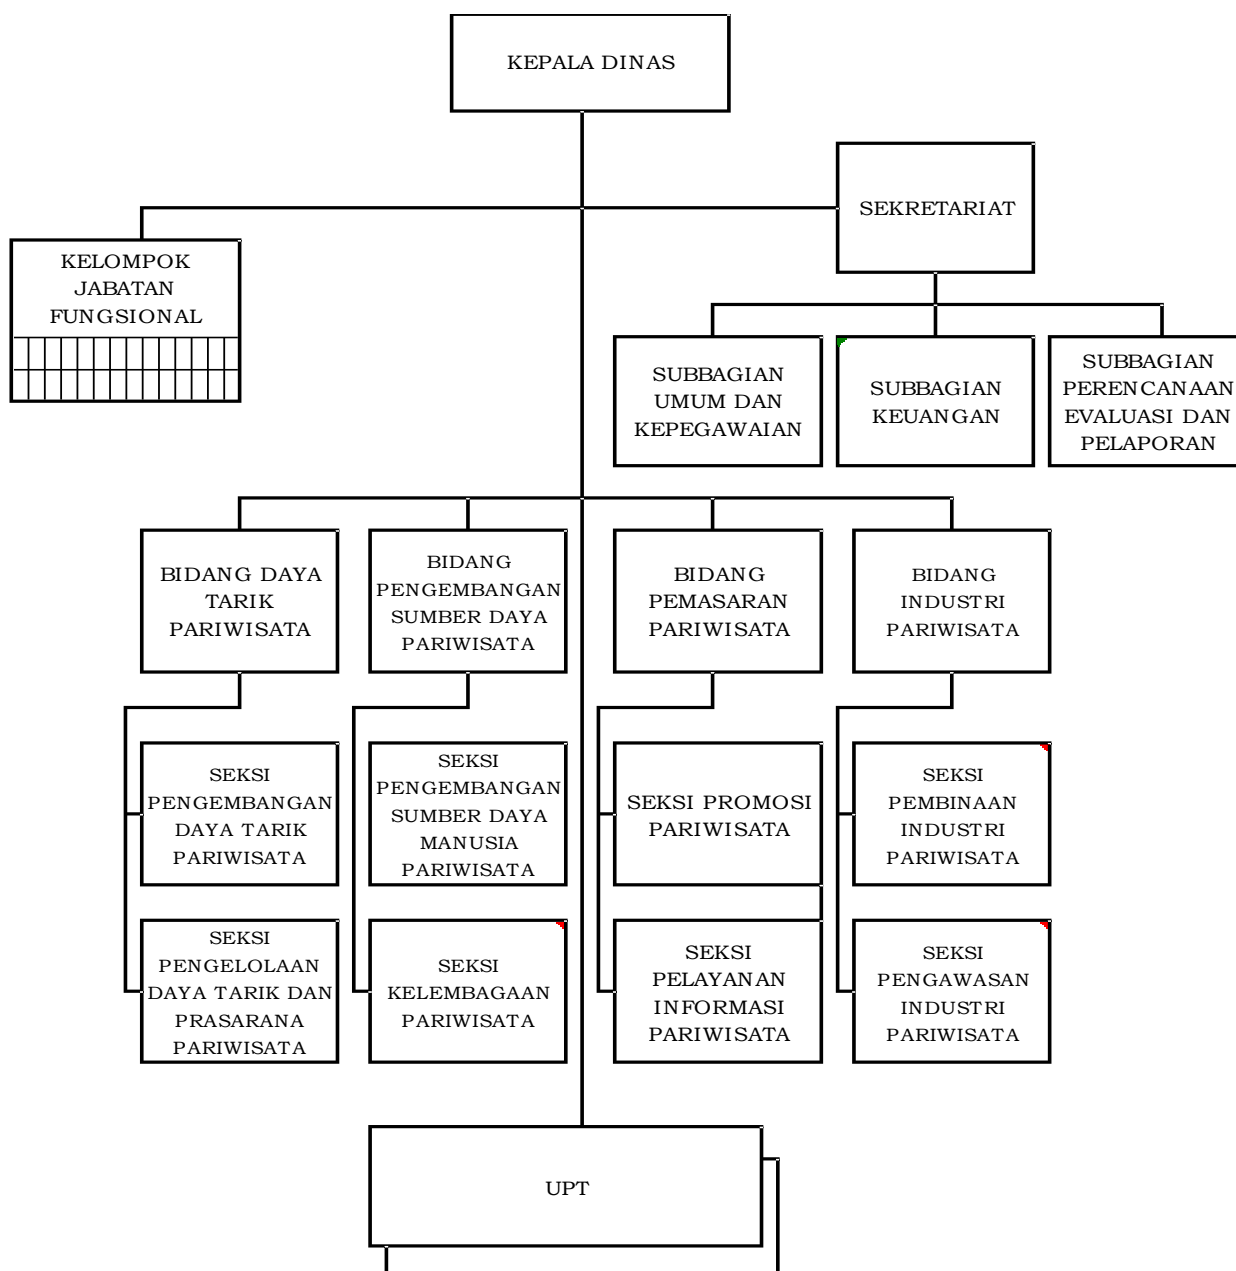 KEPALA DINAS
SEKRETARIAT
KELOMPOK
JABATAN
FUNGSIONAL
SUBBAGIAN
UMUM DAN
KEPEGAWAIAN
SUBBAGIAN
KEUANGAN
SUBBAGIAN
PERENCANAAN
EVALUASI DAN
PELAPORAN
BIDANG DAYA
TARIK
PARIWISATA
BIDANG
PENGEMBANGAN
SUMBER DAYA
PARIWISATA
BIDANG
PEMASARAN
PARIWISATA
BIDANG
INDUSTRI
PARIWISATA
SEKSI
PENGEMBANGAN
DAYA TARIK
PARIWISATA
SEKSI
PENGEMBANGAN
SUMBER DAYA
MANUSIA
PARIWISATA
SEKSI PROMOSI
PARIWISATA
SEKSI
PEMBINAAN
INDUSTRI
PARIWISATA
SEKSI
PENGELOLAAN
DAYA TARIK DAN
PRASARANA
PARIWISATA
SEKSI
KELEMBAGAAN
PARIWISATA
SEKSI
PELAYANAN
INFORMASI
PARIWISATA
SEKSI
PENGAWASAN
INDUSTRI
PARIWISATA
UPT